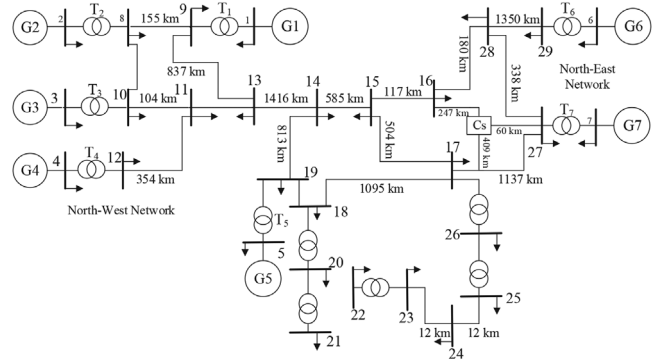 G2 2 T2 8 155 km 9 T1 1 G1
837 km
G3 3 T3 10 104 km 11 13 1416 km 14 585 km 15 117 km 16
G4 4 T4 12 354 km
North-West Network
813 km
504 km
180 km
28 1350 km 29 T6 6 G6
North-East
Network
338 km
247 km
Cs 60 km
409 km
27 T7 7 G7
17 1137 km
19
1095 km
18
T5
5
G5
20
21
26
25
22
23
12 km 24 12 km